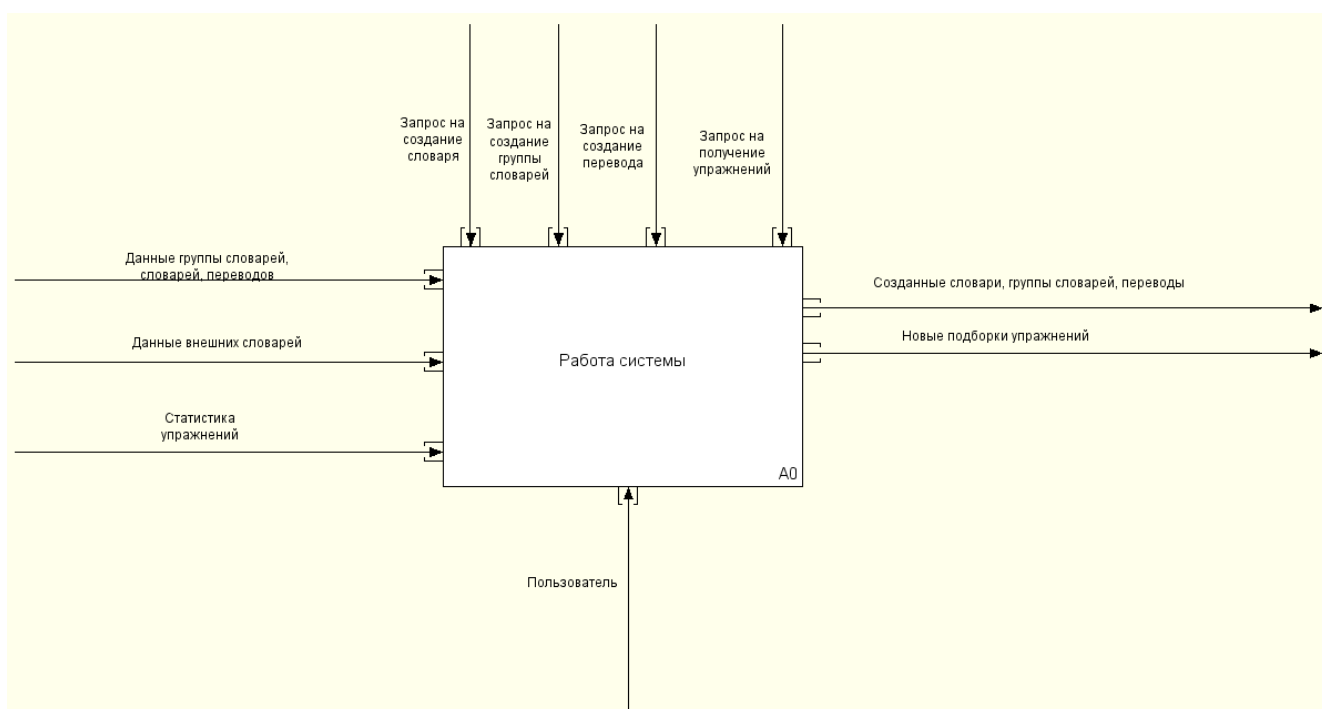 Запрос на
создание
словаря
Запрос на
создание
группы
словарей
Запрос на
создание
перевода
Запрос на
получение
упражнений
Данные группы словарей,
словарей, переводов
Данные внешних словарей
Статистика
упражнений
Работа системы
A0
Созданные словари, группы словарей, переводы
Новые подборки упражнений
Пользователь